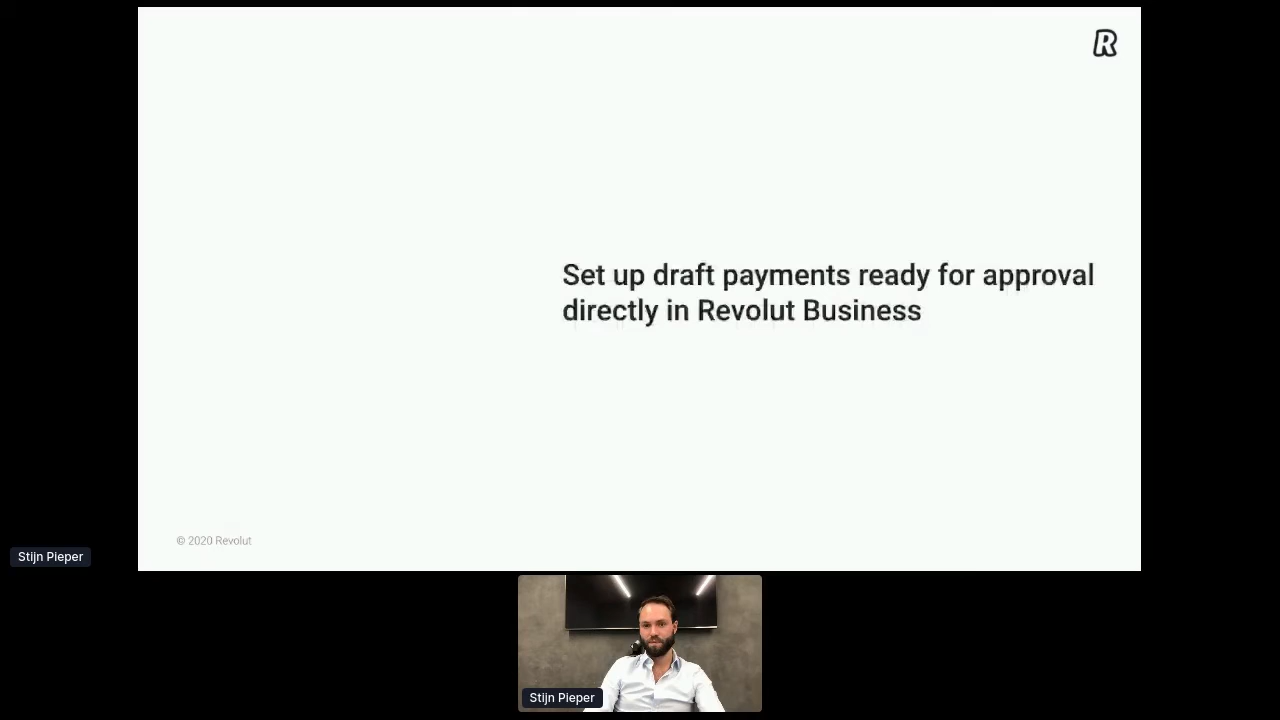 R
Set up draft payments ready for approval
directly in Revolut Business
© 2020 Revolut
Stijn Pieper
Stijn Pieper